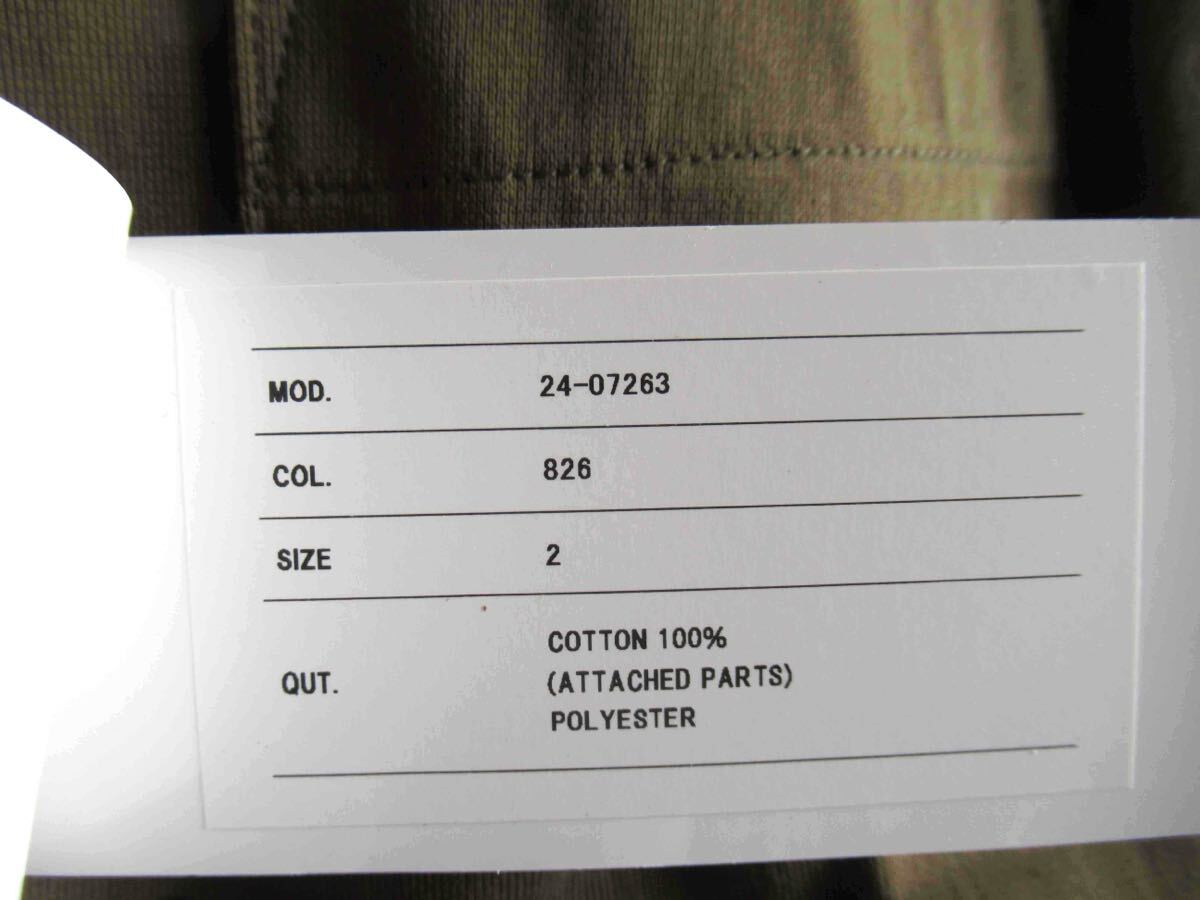 MOD. 24-07263
COL. 826
SIZE 2
QUT. COTTON 100%
(ATTACHED PARTS)
POLYESTER